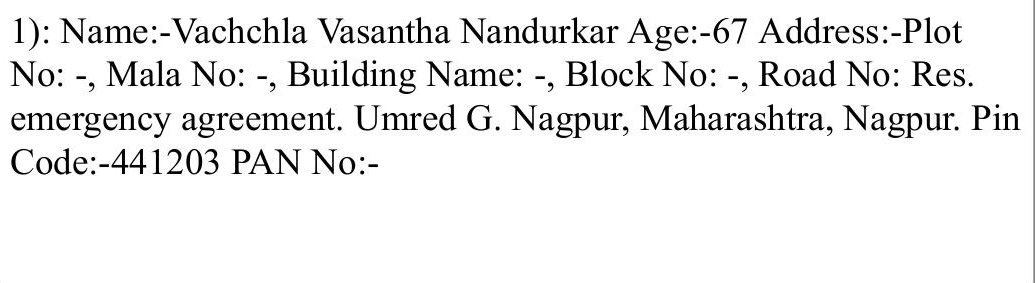 1): Name:-Vachchla Vasantha Nandurkar Age:-67 Address:-Plot
No: -, Mala No: -, Building Name: -, Block No: -, Road No: Res.
emergency agreement. Umred G. Nagpur, Maharashtra, Nagpur. Pin
Code:-441203 PAN No:-